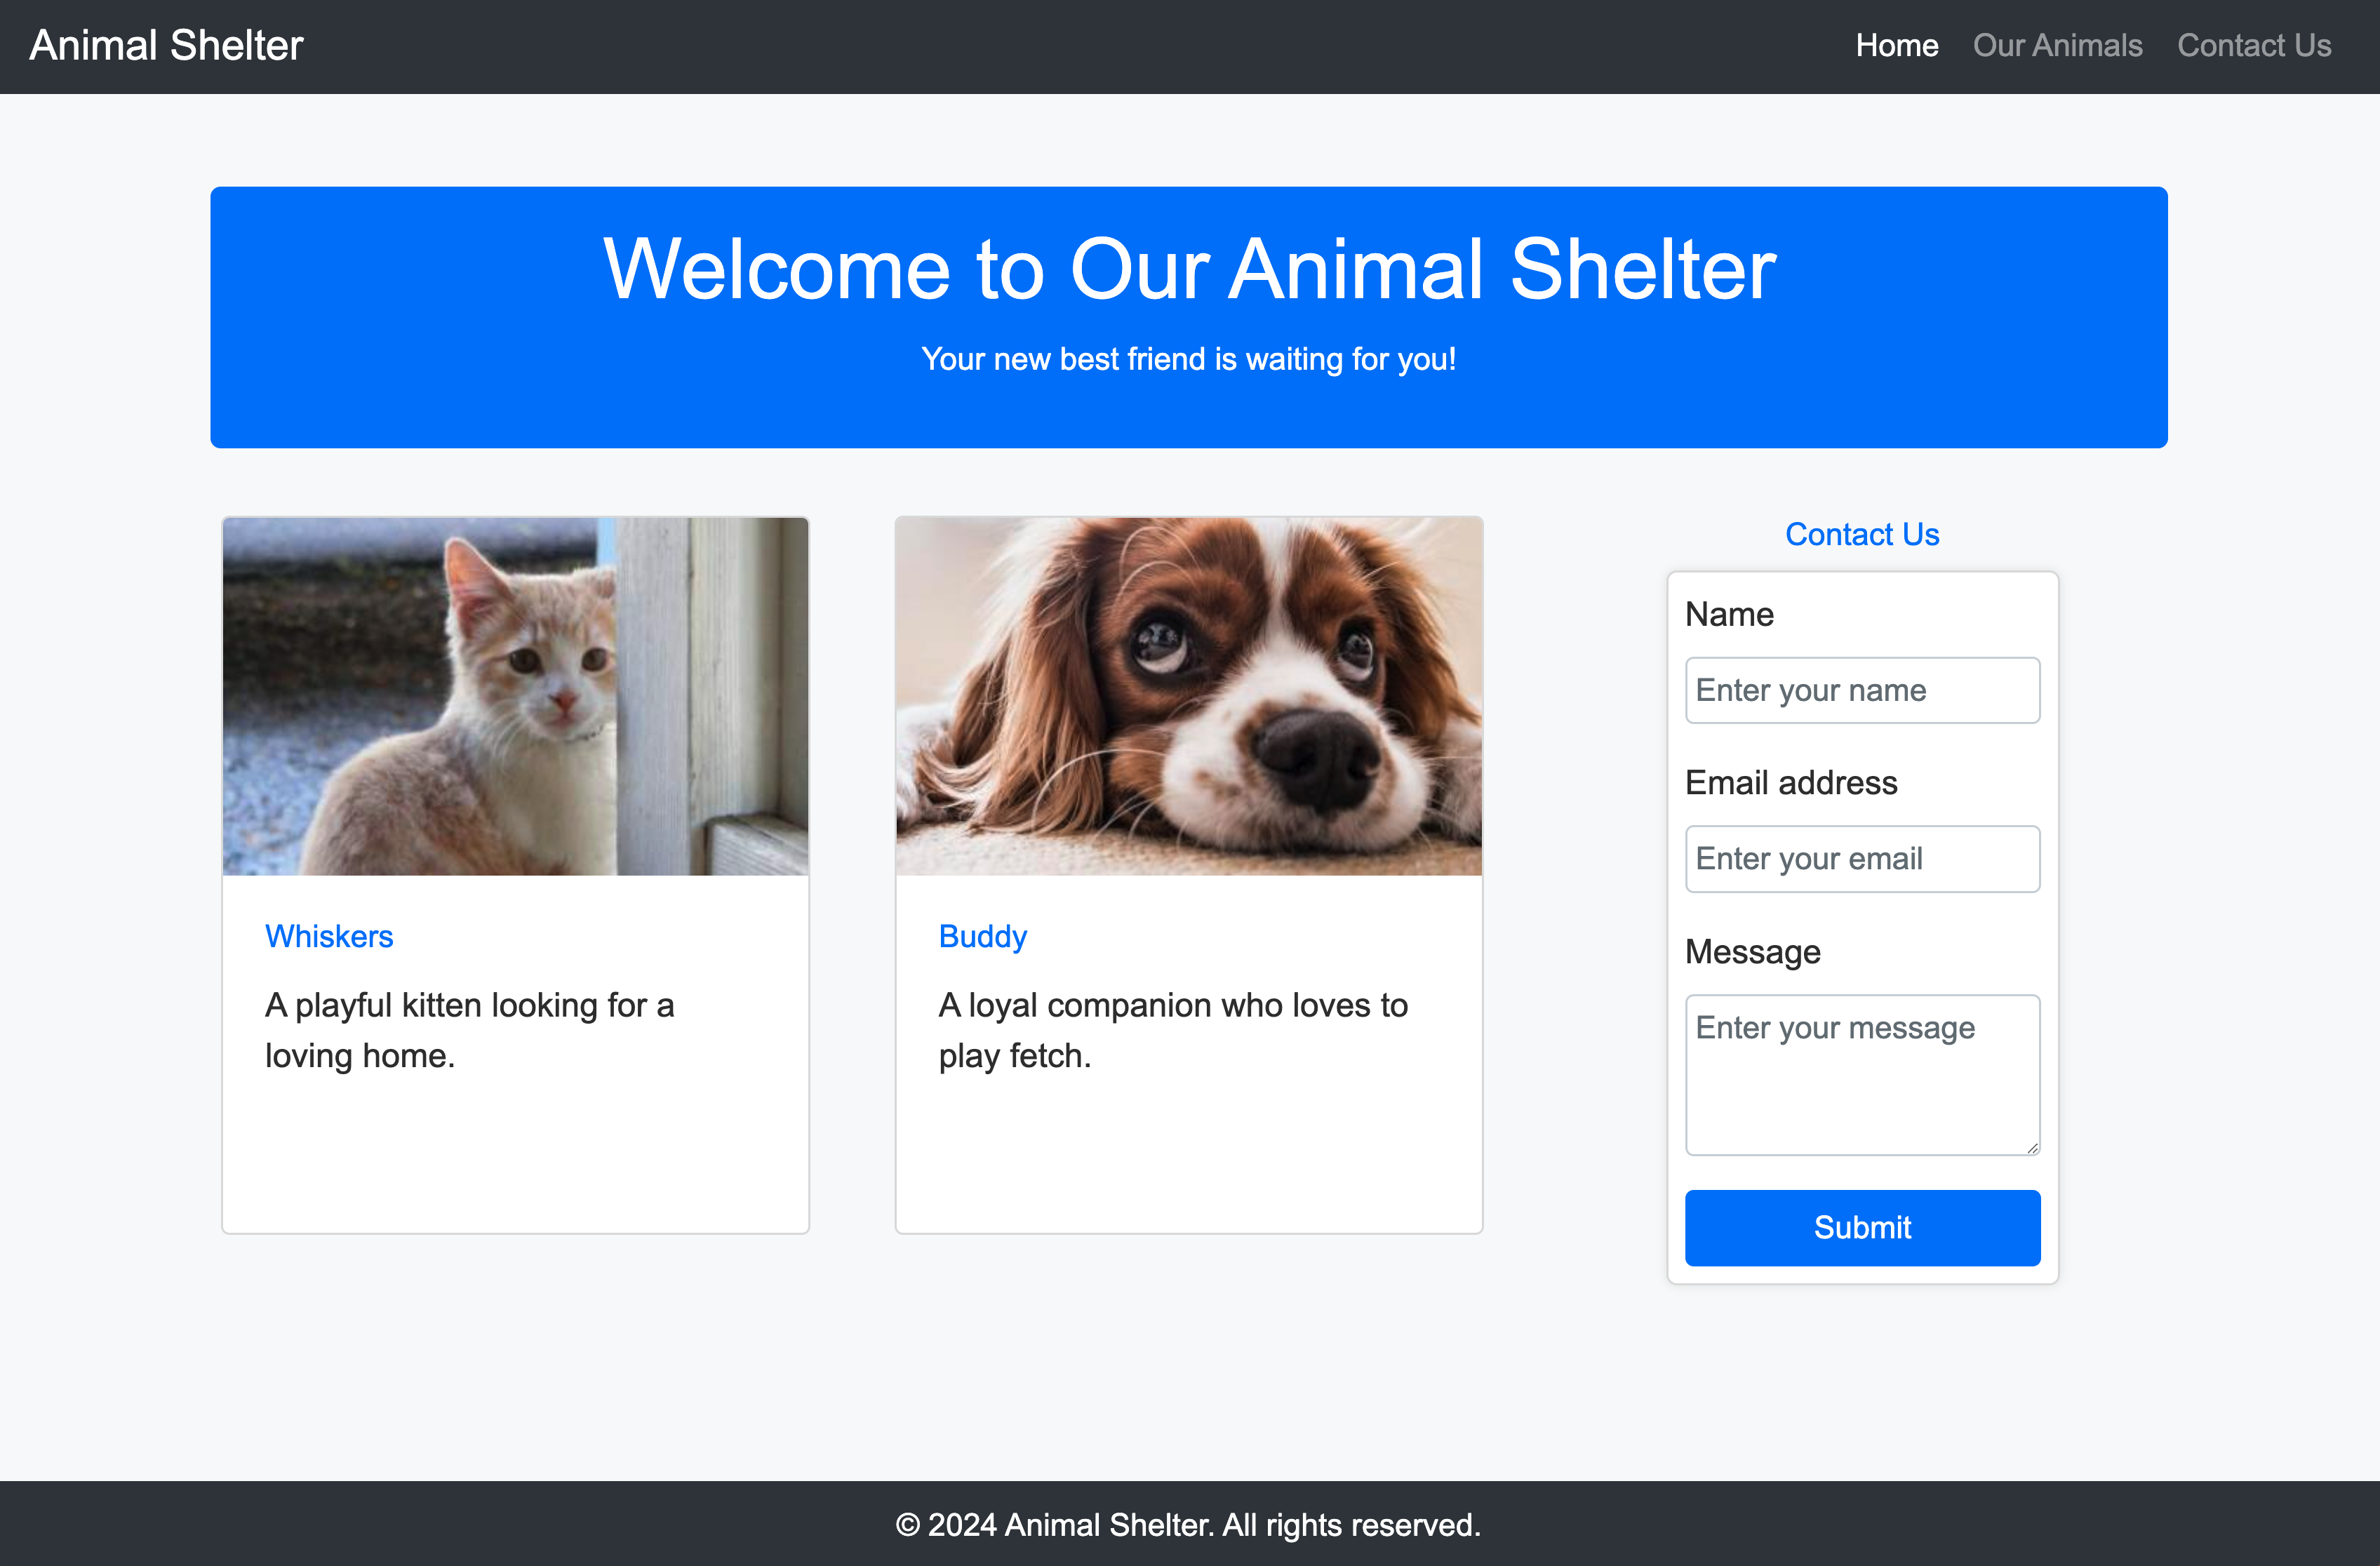 Animal Shelter
Home
Our Animals
Contact Us
Welcome to Our Animal Shelter
Your new best friend is waiting for you!
Whiskers
A playful kitten looking for a
loving home.
Buddy
A loyal companion who loves to
play fetch.
Contact Us
Name
Enter your name
Email address
Enter your email
Message
Enter your message
Submit
© 2024 Animal Shelter. All rights reserved.